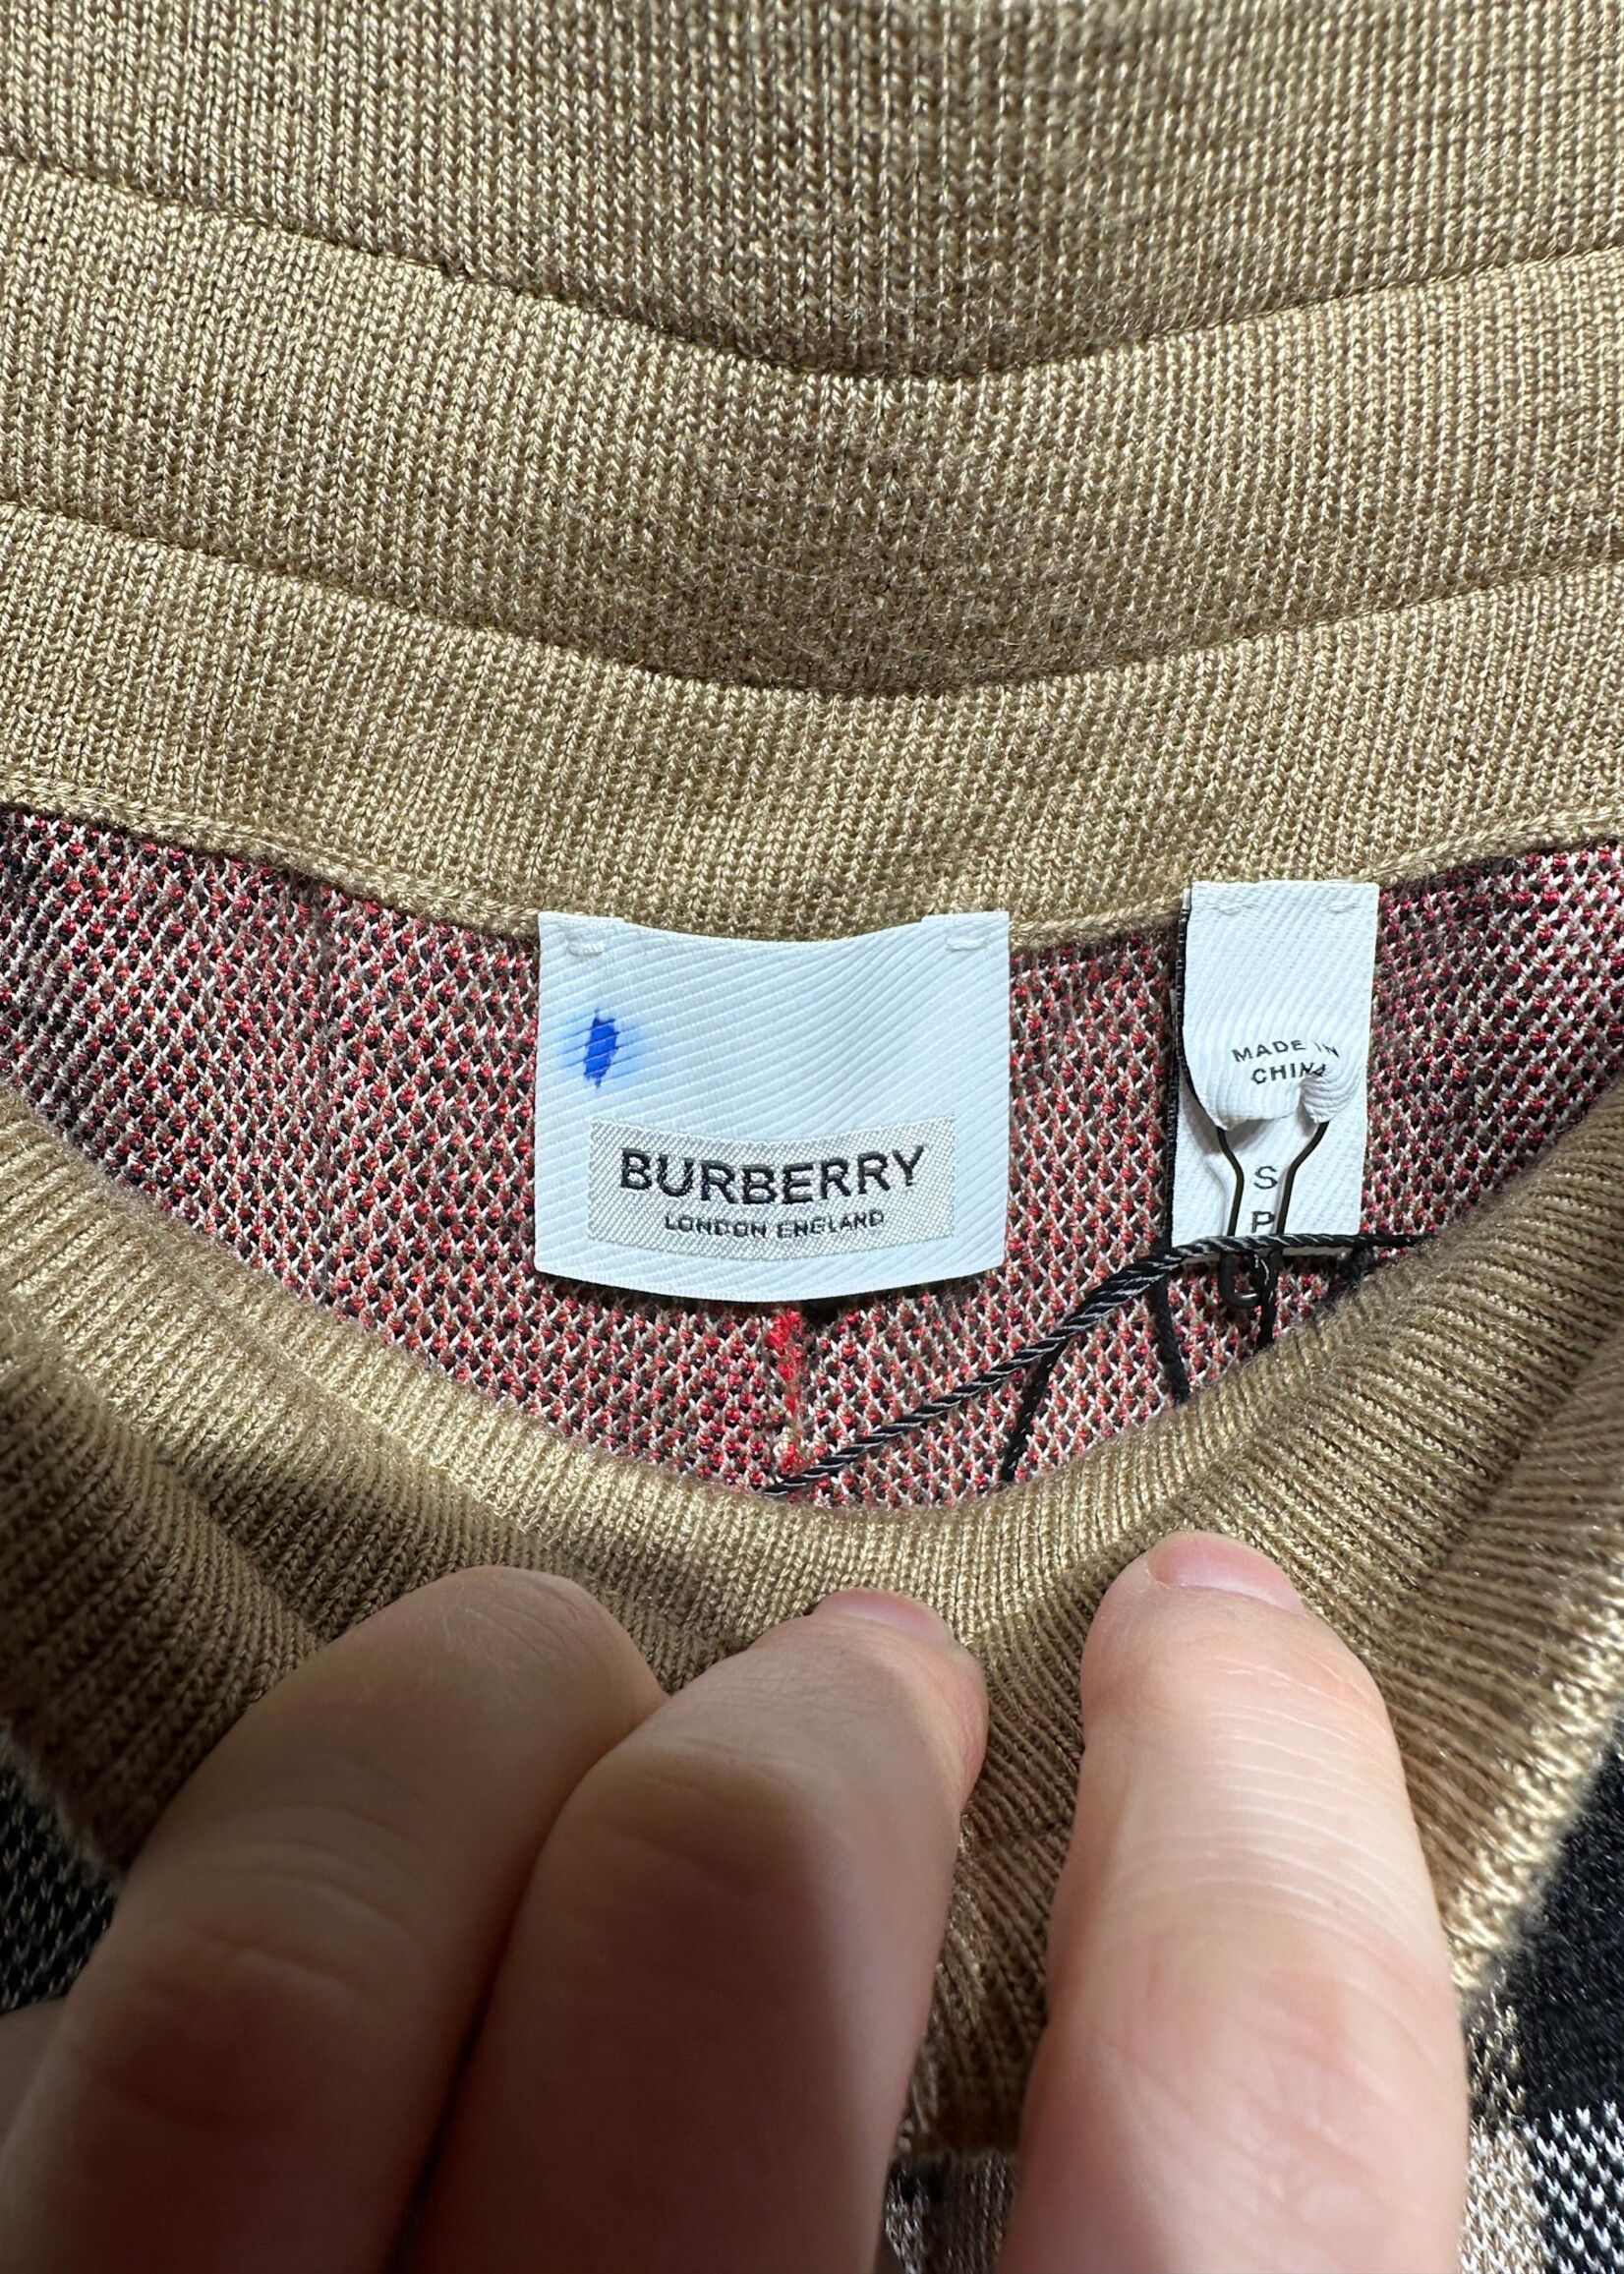 BURBERRY
LONDON ENGLAND
MADE IN
CHINA
S
P